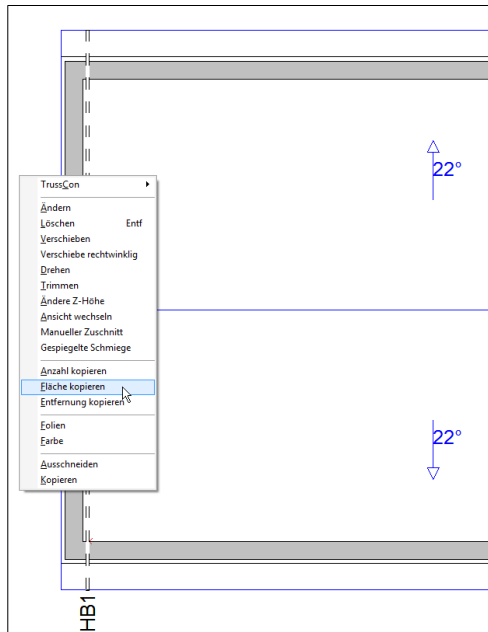 22°
TrussCon
Ändern
Löschen Entf
Verschieben
Verschiebe rechtwinklig
Drehen
Trimmen
Ändere Z-Höhe
Ansicht wechseln
Manueller Zuschnitt
Gespiegelte Schmiege
Anzahl kopieren
Fläche kopieren
Entfernung kopieren
Folien
Farbe
22°
Ausschneiden
Kopieren
HB1